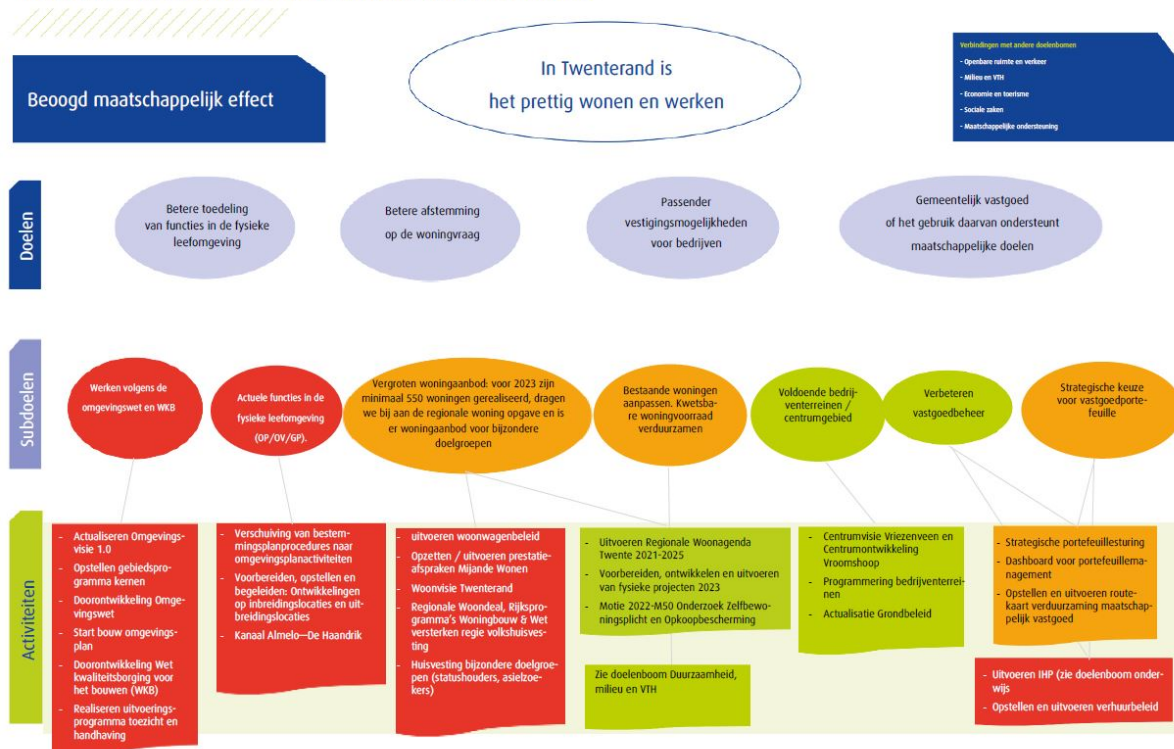 Beoogd maatschappelijk effect
In Twenterand is
het prettig wonen en werken
Verbindingen met andere doelenbomen
- Openbare ruimte en verkeer
- Milieu en VTH
- Economie en toerisme
- Sociale zaken
- Maatschappelijke ondersteuning
Doelen
Betere toedeling
van functies in de fysieke
leefomgeving
Betere afstemming
op de woningvraag
Passender
vestigingsmogelijkheden
voor bedrijven
Gemeentelijk vastgoed
of het gebruik daarvan ondersteunt
maatschappelijke doelen
Subdoelen
Werken volgens de
omgevingswet en WKB
Actuele functies in de
fysieke leefomgeving
(OP/OV/GP).
Vergroten woningaanbod: voor 2023 zijn
minimaal 550 woningen gerealiseerd, dragen
we bij aan de regionale woning opgave en is
er woningaanbod voor bijzondere
doelgroepen
Bestaande woningen
aanpassen. Kwetsba-
re woningvoorraad
verduurzamen
Voldoende bedrij-
venterreinen /
centrumgebied
Verbeteren
vastgoedbeheer
Strategische keuze
voor vastgoedporte-
feuille
Activiteiten
- Actualiseren Omgevings-
visie 1.0
- Opstellen gebiedspro-
gramma kernen
- Doorontwikkeling Omge-
vingswet
- Start bouw omgevings-
plan
- Doorontwikkeling Wet
kwaliteitsborging voor
het bouwen (WKB)
- Realiseren uitvoerings-
programma toezicht en
handhaving
- Verschuiving van bestem-
mingsplanprocedures naar
omgevingsplanactiviteiten
- Voorbereiden, opstellen en
begeleiden: Ontwikkelingen
op inbreidingslocaties en uit-
breidingslocaties
- Kanaal Almelo—De Haandrik
- uitvoeren woonwagenbeleid
- Opzetten / uitvoeren prestatie-
afspraken Mijande Wonen
- Woonvisie Twenterand
- Regionale Woondeal, Rijkspro-
gramma's Woningbouw & Wet
versterken regie volkshuisves-
ting
- Huisvesting bijzondere doelgroe-
pen (statushouders, asielzoe-
kers)
- Uitvoeren Regionale Woonagenda
Twente 2021-2025
- Voorbereiden, ontwikkelen en uitvoeren
van fysieke projecten 2023
- Motie 2022-M50 Onderzoek Zelfbewo-
ningsplicht en Opkoopbescherming
Zie doelenboom Duurzaamheid,
milieu en VTH
- Centrumvisie Vriezenveen en
Centrumontwikkeling
Vroomshoop
- Programmering bedrijventerrei-
nen
- Actualisatie Grondbeleid
- Strategische portefeuillesturing
- Dashboard voor portefeuillema-
nagement
- Opstellen en uitvoeren route-
kaart verduurzaming maatschap-
pelijk vastgoed
- Uitvoeren IHP (zie doelenboom onder-
wijs
- Opstellen en uitvoeren verhuurbeleid